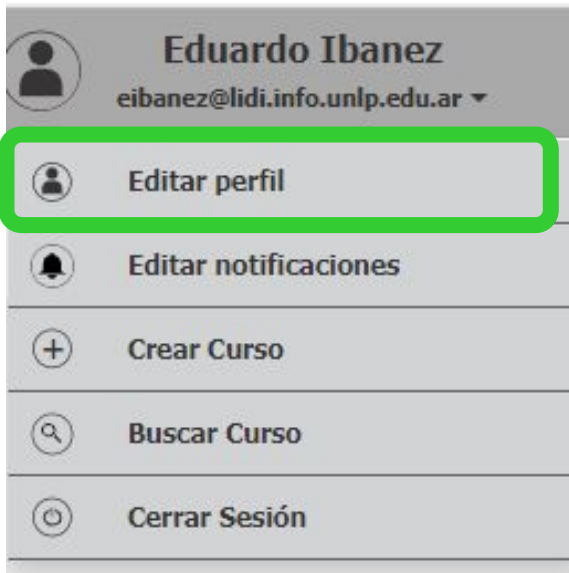 Eduardo Ibanez
eibanez@lidi.info.unlp.edu.ar
Editar perfil
Editar notificaciones
Crear Curso
Buscar Curso
Cerrar Sesión